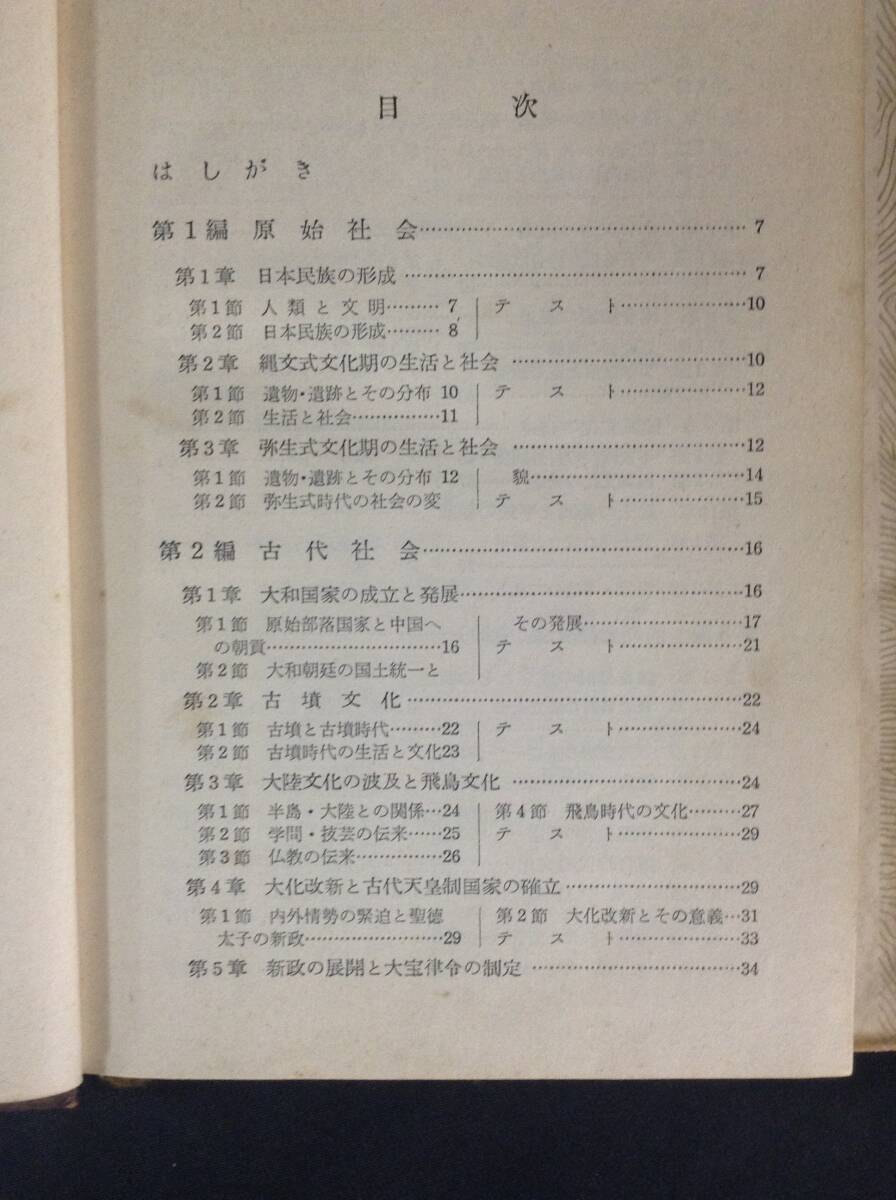 目次
はしがき
第1編 原始社会……7
第1章 日本民族の形成……7
第1節 人類と文明……7
第2節 日本民族の形成……8
テスト……10
第2章 縄文式文化期の生活と社会……10
第1節 遺物・遺跡とその分布 10
第2節 生活と社会……11
テスト……12
第3章 弥生式文化期の生活と社会……12
第1節 遺物・遺跡とその分布 12
第2節 弥生式時代の社会の変
貌……14
テスト……15
第2編 古代社会……16
第1章 大和国家の成立と発展……16
第1節 原始部落国家と中国へ
の朝貢……16
第2節 大和朝廷の国土統一と
その発展……17
テスト……21
第2章 古墳文化……22
第1節 古墳と古墳時代……22
第2節 古墳時代の生活と文化23
テスト……24
第3章 大陸文化の波及と飛鳥文化……24
第1節 半島・大陸との関係…24
第2節 学問・技芸の伝来……25
第3節 仏教の伝来……26
第4節 飛鳥時代の文化……27
テスト……29
第4章 大化改新と古代天皇制国家の確立……29
第1節 内外情勢の緊迫と聖徳
太子の新政……29
第2節 大化改新とその意義…31
テスト……33
第5章 新政の展開と大宝律令の制定……34